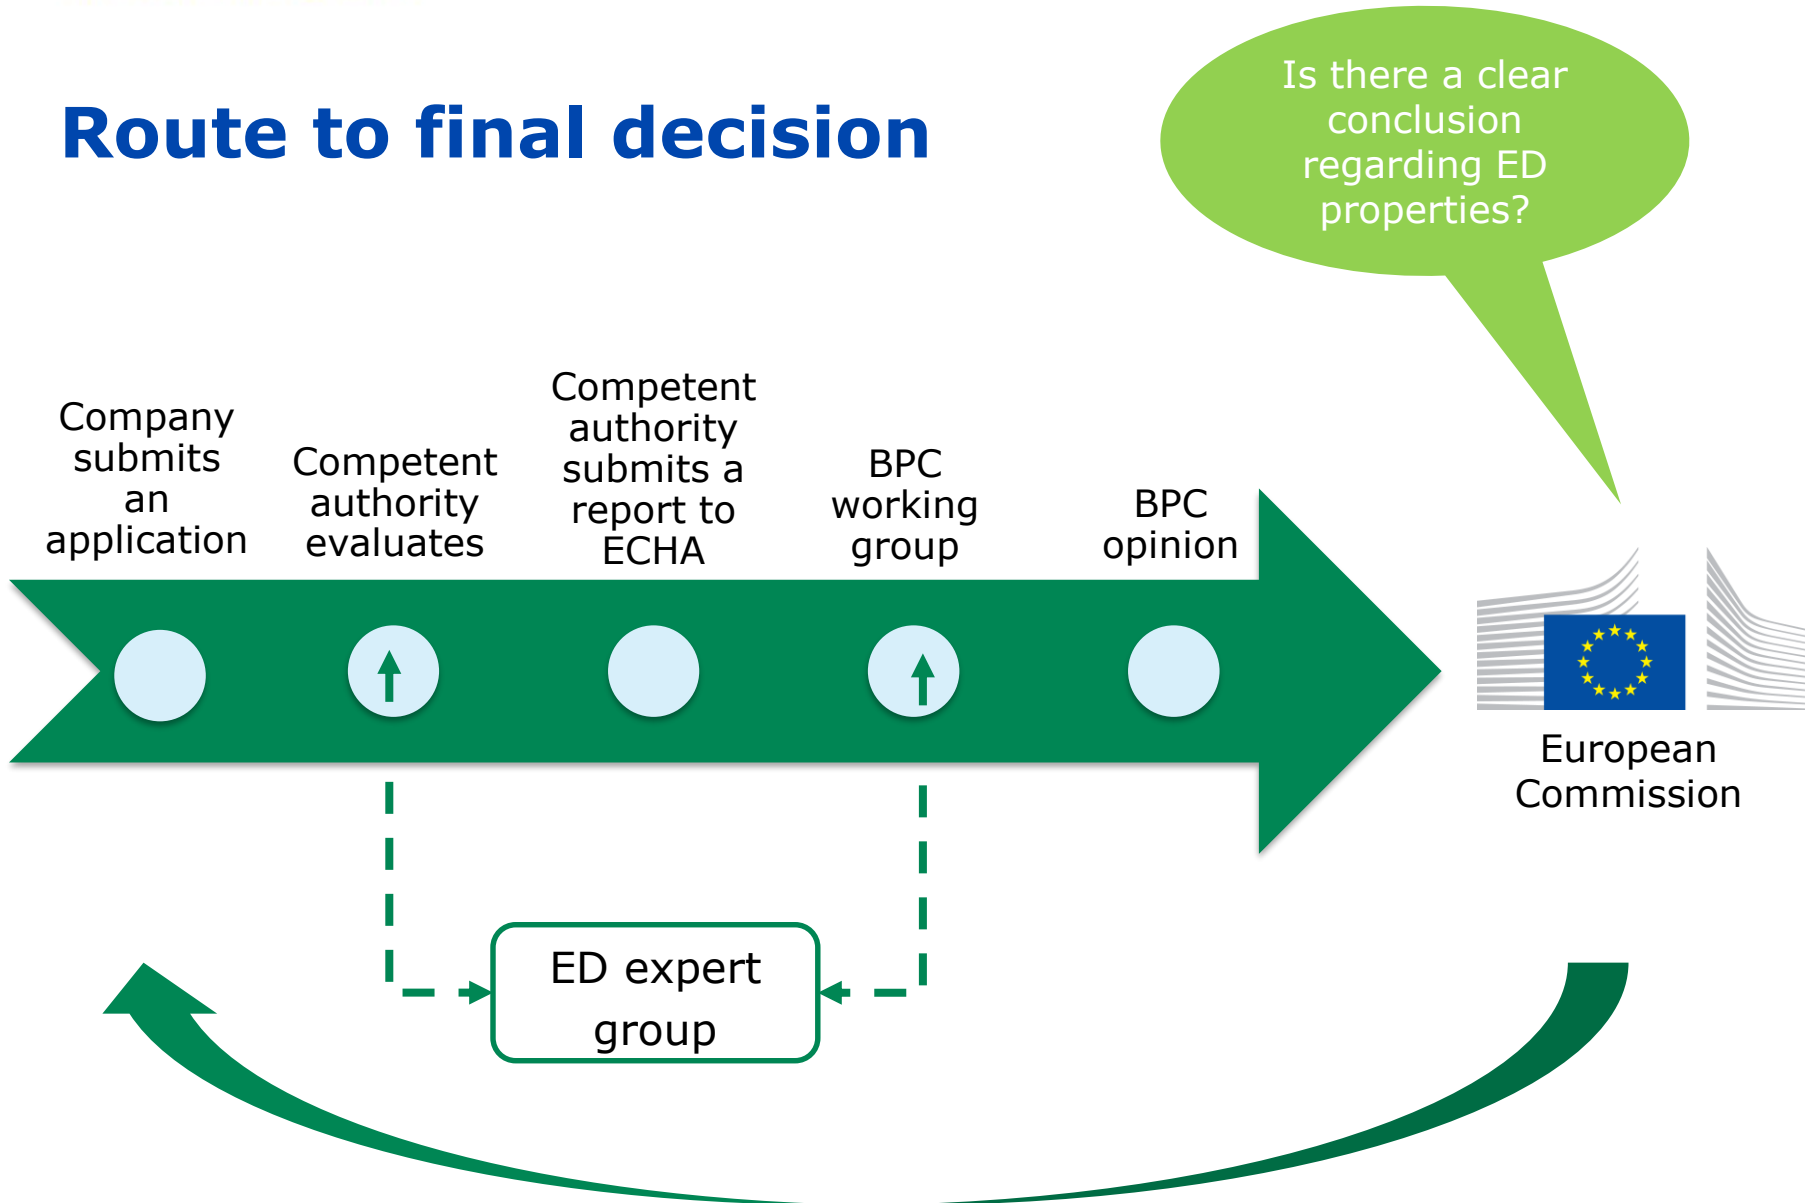 Route to final decision
Is there a clear
conclusion
regarding ED
properties?
Company
submits
an
application
Competent
authority
evaluates
Competent
authority
submits a
report to
ECHA
BPC
working
group
BPC
opinion
European
Commission
ED expert
group